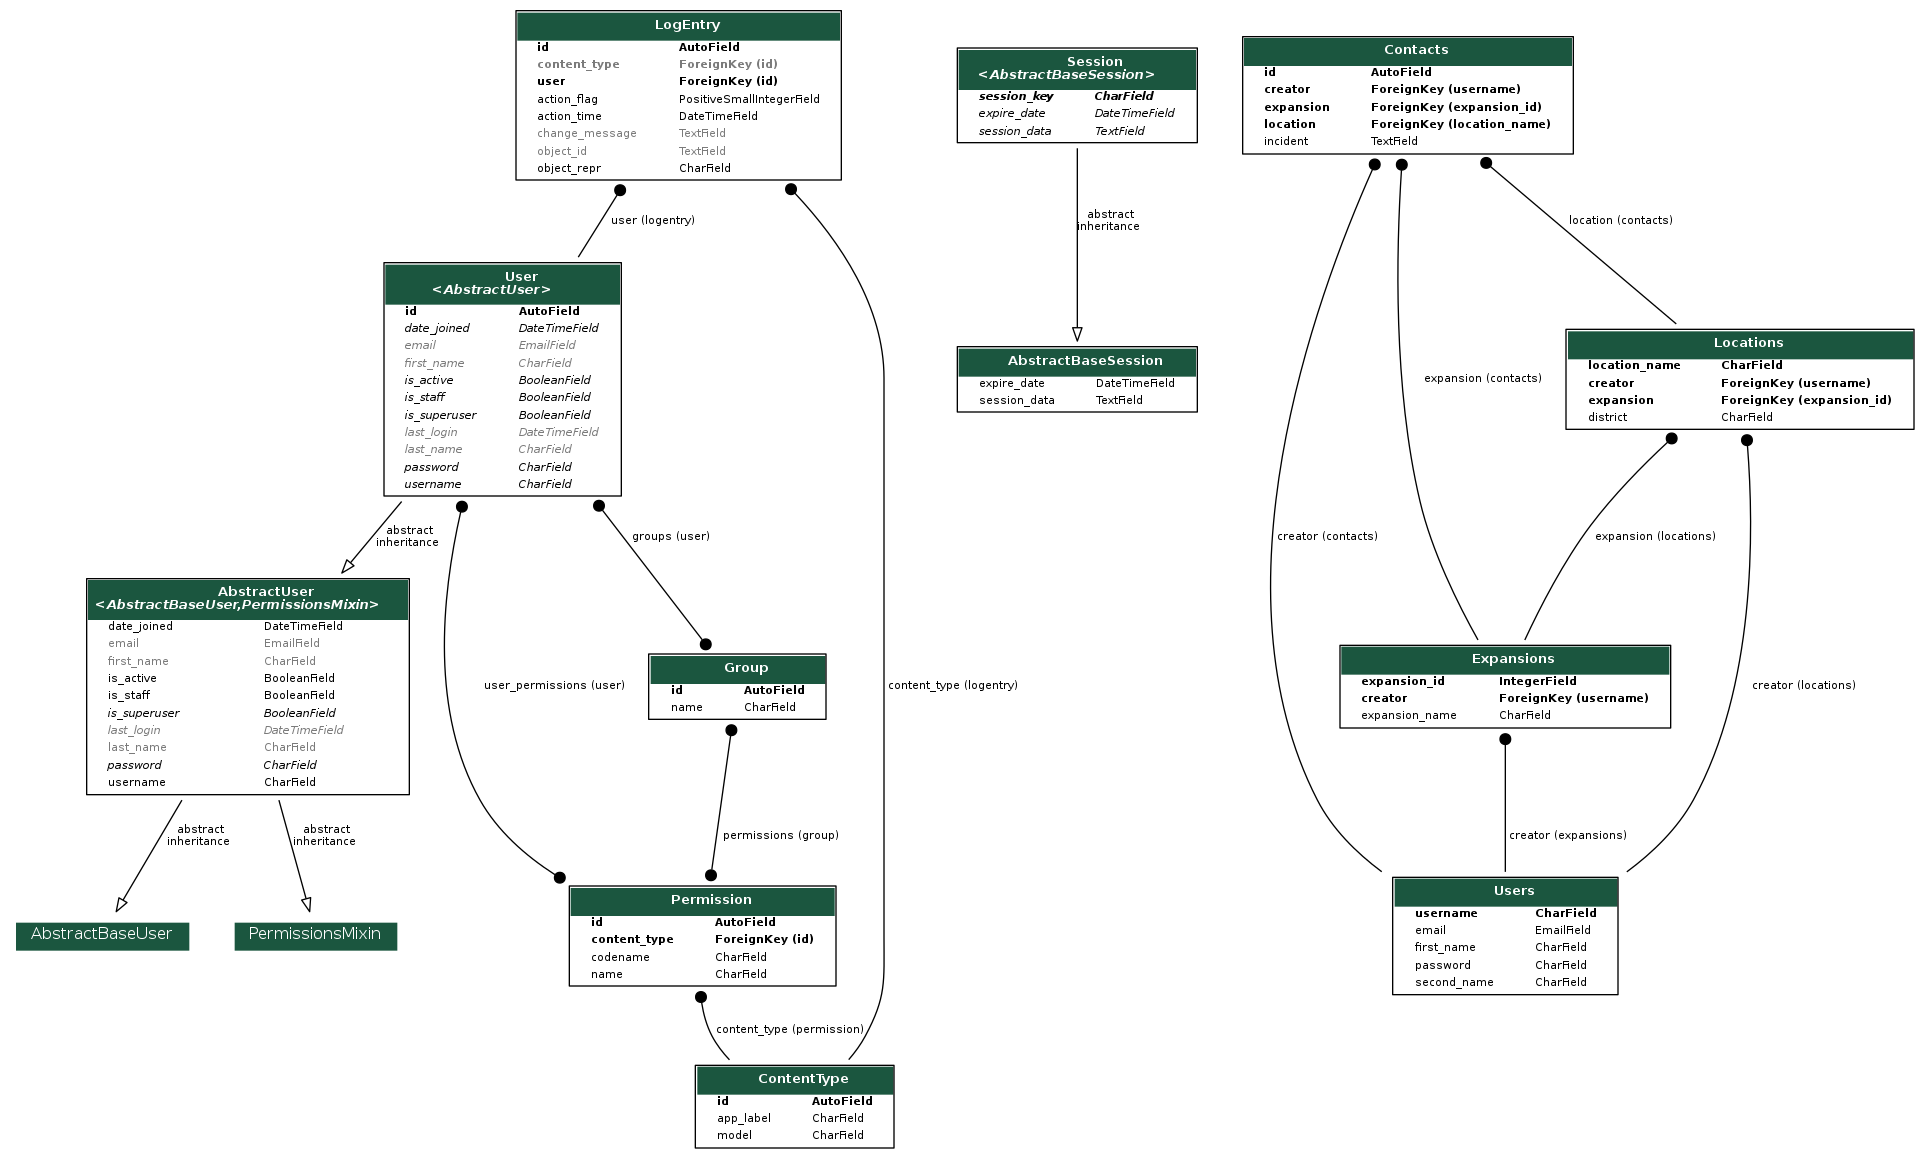 LogEntry
id AutoField
content_type ForeignKey (id)
user ForeignKey (id)
action_flag PositiveSmallIntegerField
action_time DateTimeField
change_message TextField
object_id TextField
object_repr CharField
user (logentry)
User
<AbstractUser>
id AutoField
date_joined DateTimeField
email EmailField
first_name CharField
is_active BooleanField
is_staff BooleanField
is_superuser BooleanField
last_login DateTimeField
last_name CharField
password CharField
username CharField
abstract
inheritance
groups (user)
AbstractUser
<AbstractBaseUser,PermissionsMixin>
date_joined DateTimeField
email EmailField
first_name CharField
is_active BooleanField
is_staff BooleanField
is_superuser BooleanField
last_login DateTimeField
last_name CharField
password CharField
username CharField
user_permissions (user)
Group
id AutoField
name CharField
content_type (logentry)
abstract
inheritance
abstract
inheritance
permissions (group)
AbstractBaseUser
PermissionsMixin
Permission
id AutoField
content_type ForeignKey (id)
codename CharField
name CharField
content_type (permission)
ContentType
id AutoField
app_label CharField
model CharField
Session
<AbstractBaseSession>
session_key CharField
expire_date DateTimeField
session_data TextField
abstract
inheritance
AbstractBaseSession
expire_date DateTimeField
session_data TextField
Contacts
id AutoField
creator ForeignKey (username)
expansion ForeignKey (expansion_id)
location ForeignKey (location_name)
incident TextField
location (contacts)
expansion (contacts)
Locations
location_name CharField
creator ForeignKey (username)
expansion ForeignKey (expansion_id)
district CharField
creator (contacts)
expansion (locations)
Expansions
expansion_id IntegerField
creator ForeignKey (username)
expansion_name CharField
creator (locations)
creator (expansions)
Users
username CharField
email EmailField
first_name CharField
password CharField
second_name CharField